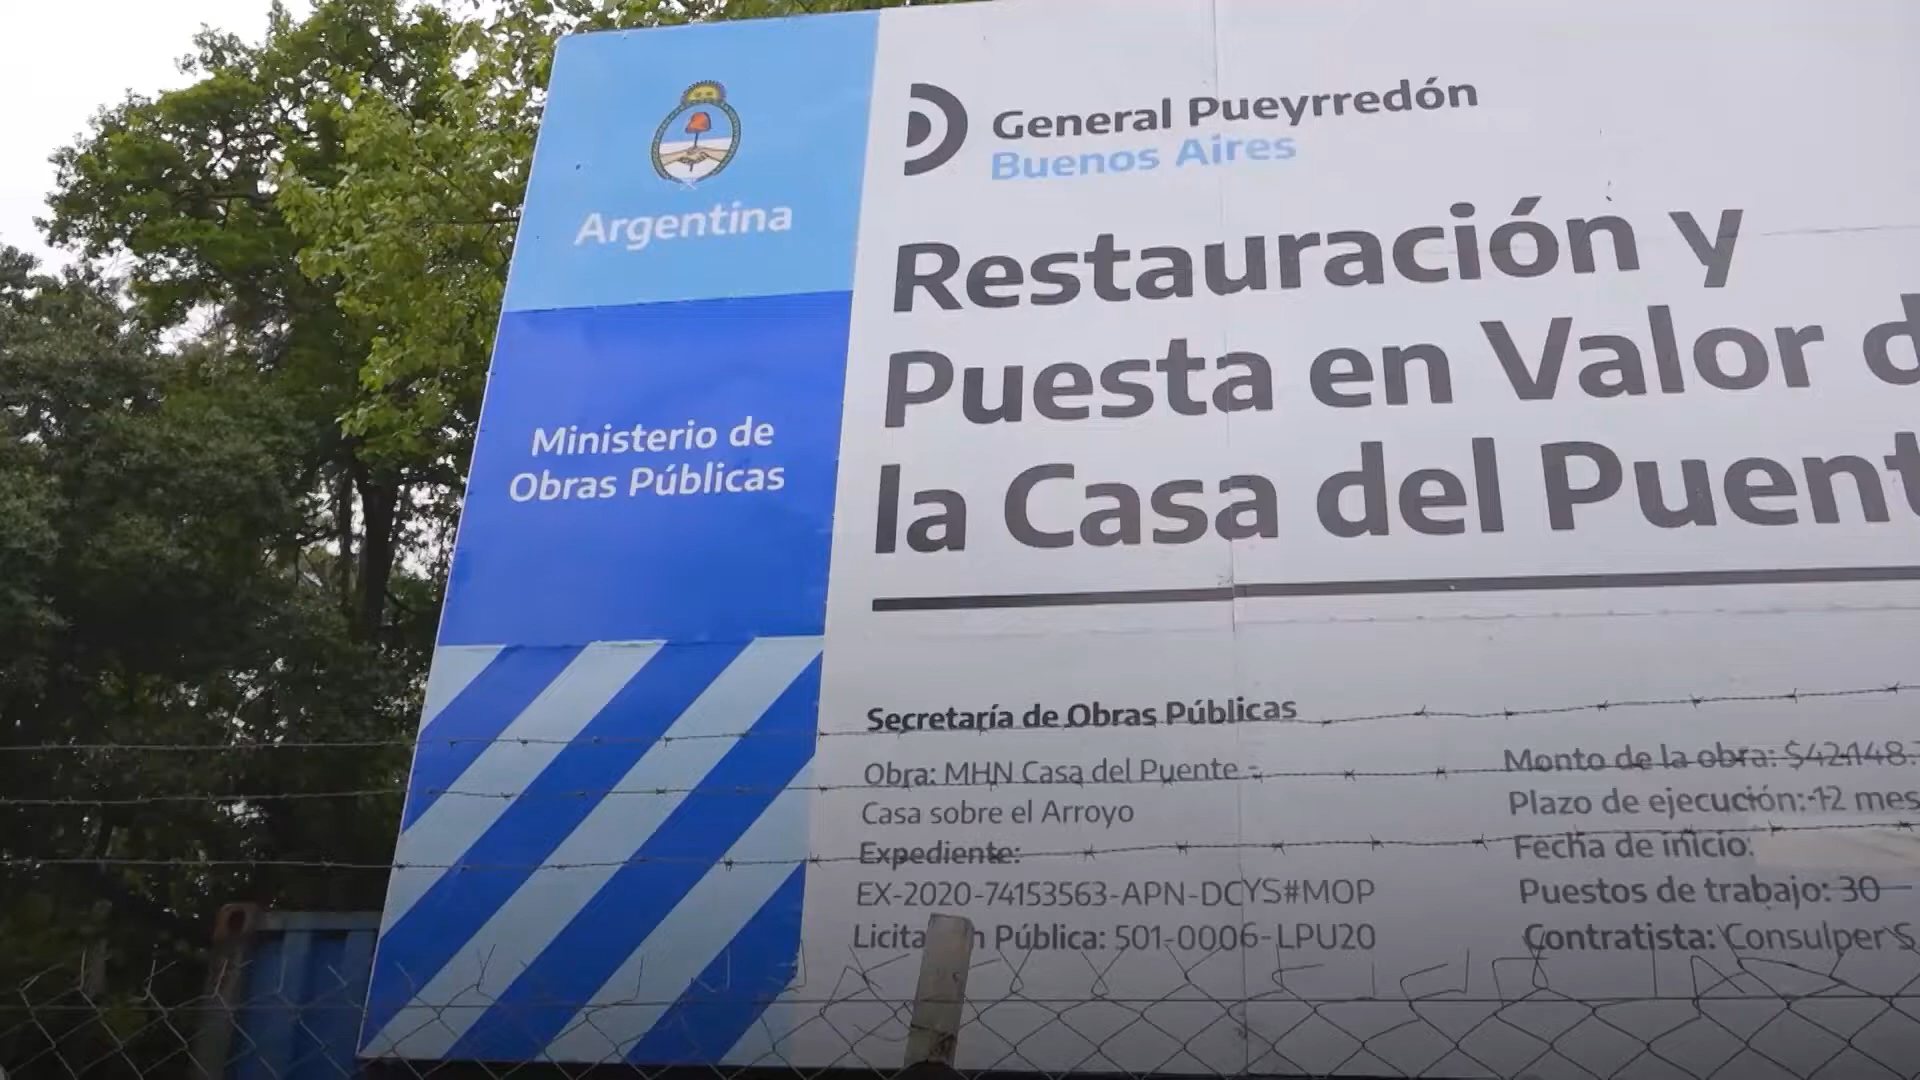 Argentina
Ministerio de
Obras Públicas
General Pueyrredón
Buenos Aires
Restauración y
Puesta en Valor d
la Casa del Puent
Secretaría de Obras Públicas
Obra: MHN Casa del Puente -
Casa sobre el Arroyo
Expediente:
EX-2020-74153563-APN-DCYS#MOP
Licita n Pública: 501-0006-LPU20
Monto de la obra: $42.148.
Plazo de ejecución: 12 mes
Fecha de inicio:
Puestos de trabajo: 30
Contratista: Consulper S